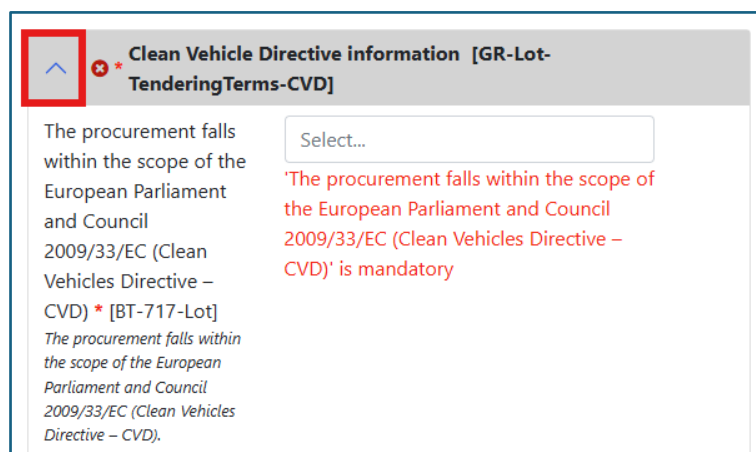 * Clean Vehicle Directive information [GR-Lot-
TenderingTerms-CVD]
The procurement falls
within the scope of the
European Parliament
and Council
2009/33/EC (Clean
Vehicles Directive –
CVD) * [BT-717-Lot]
The procurement falls within
the scope of the European
Parliament and Council
2009/33/EC (Clean Vehicles
Directive – CVD).
Select...
'The procurement falls within the scope of
the European Parliament and Council
2009/33/EC (Clean Vehicles Directive –
CVD)' is mandatory